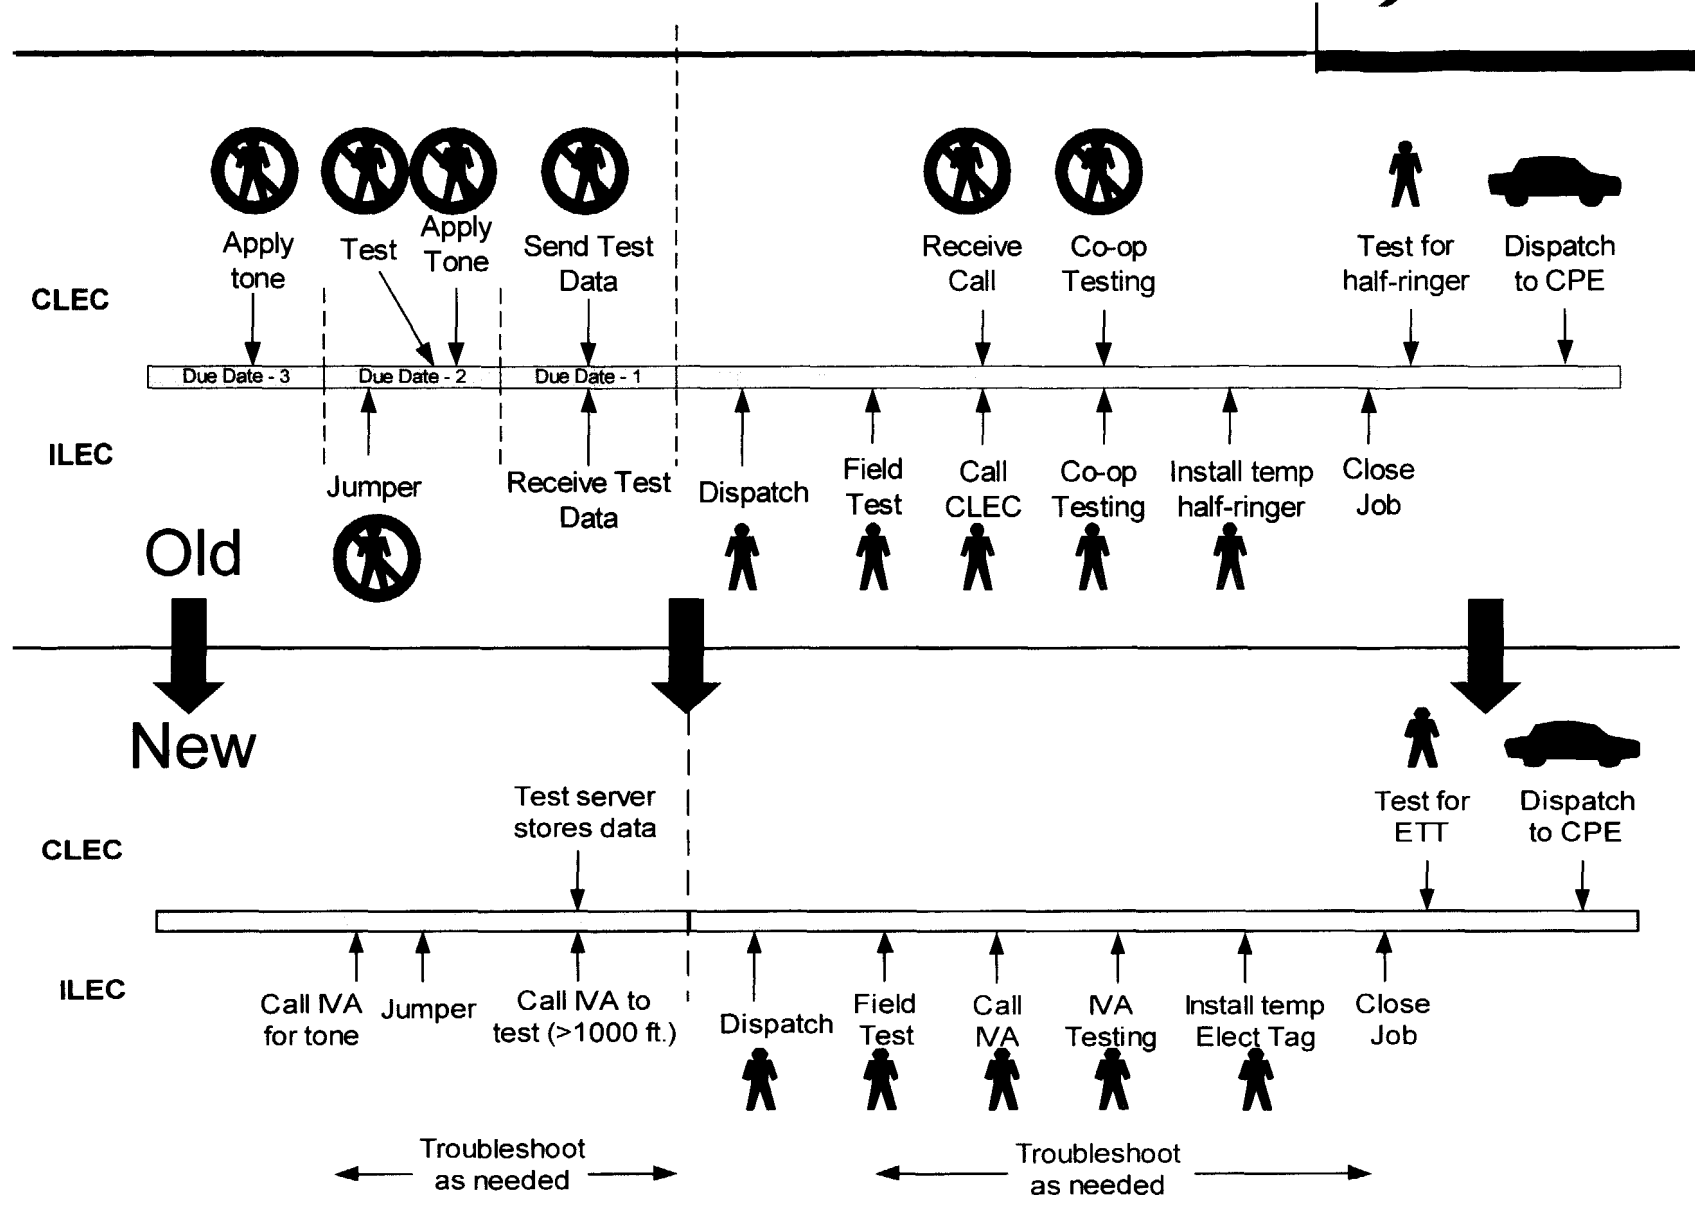 Apply
tone
Test
Apply
Tone
Send Test
Data
Receive
Call
Co-op
Testing
Test for
half-ringer
Dispatch
to CPE
CLEC
Due Date - 3
Due Date - 2
Due Date - 1
ILEC
Jumper
Receive Test
Data
Dispatch
Field
Test
Call
CLEC
Co-op
Testing
Install temp
half-ringer
Close
Job
Old
New
Test server
stores data
Test for
ETT
Dispatch
to CPE
CLEC
ILEC
Call IVA
for tone
Jumper
Call IVA to
test (>1000 ft.)
Dispatch
Field
Test
Call
IVA
IVA
Testing
Install temp
Elect Tag
Close
Job
Troubleshoot
as needed
Troubleshoot
as needed